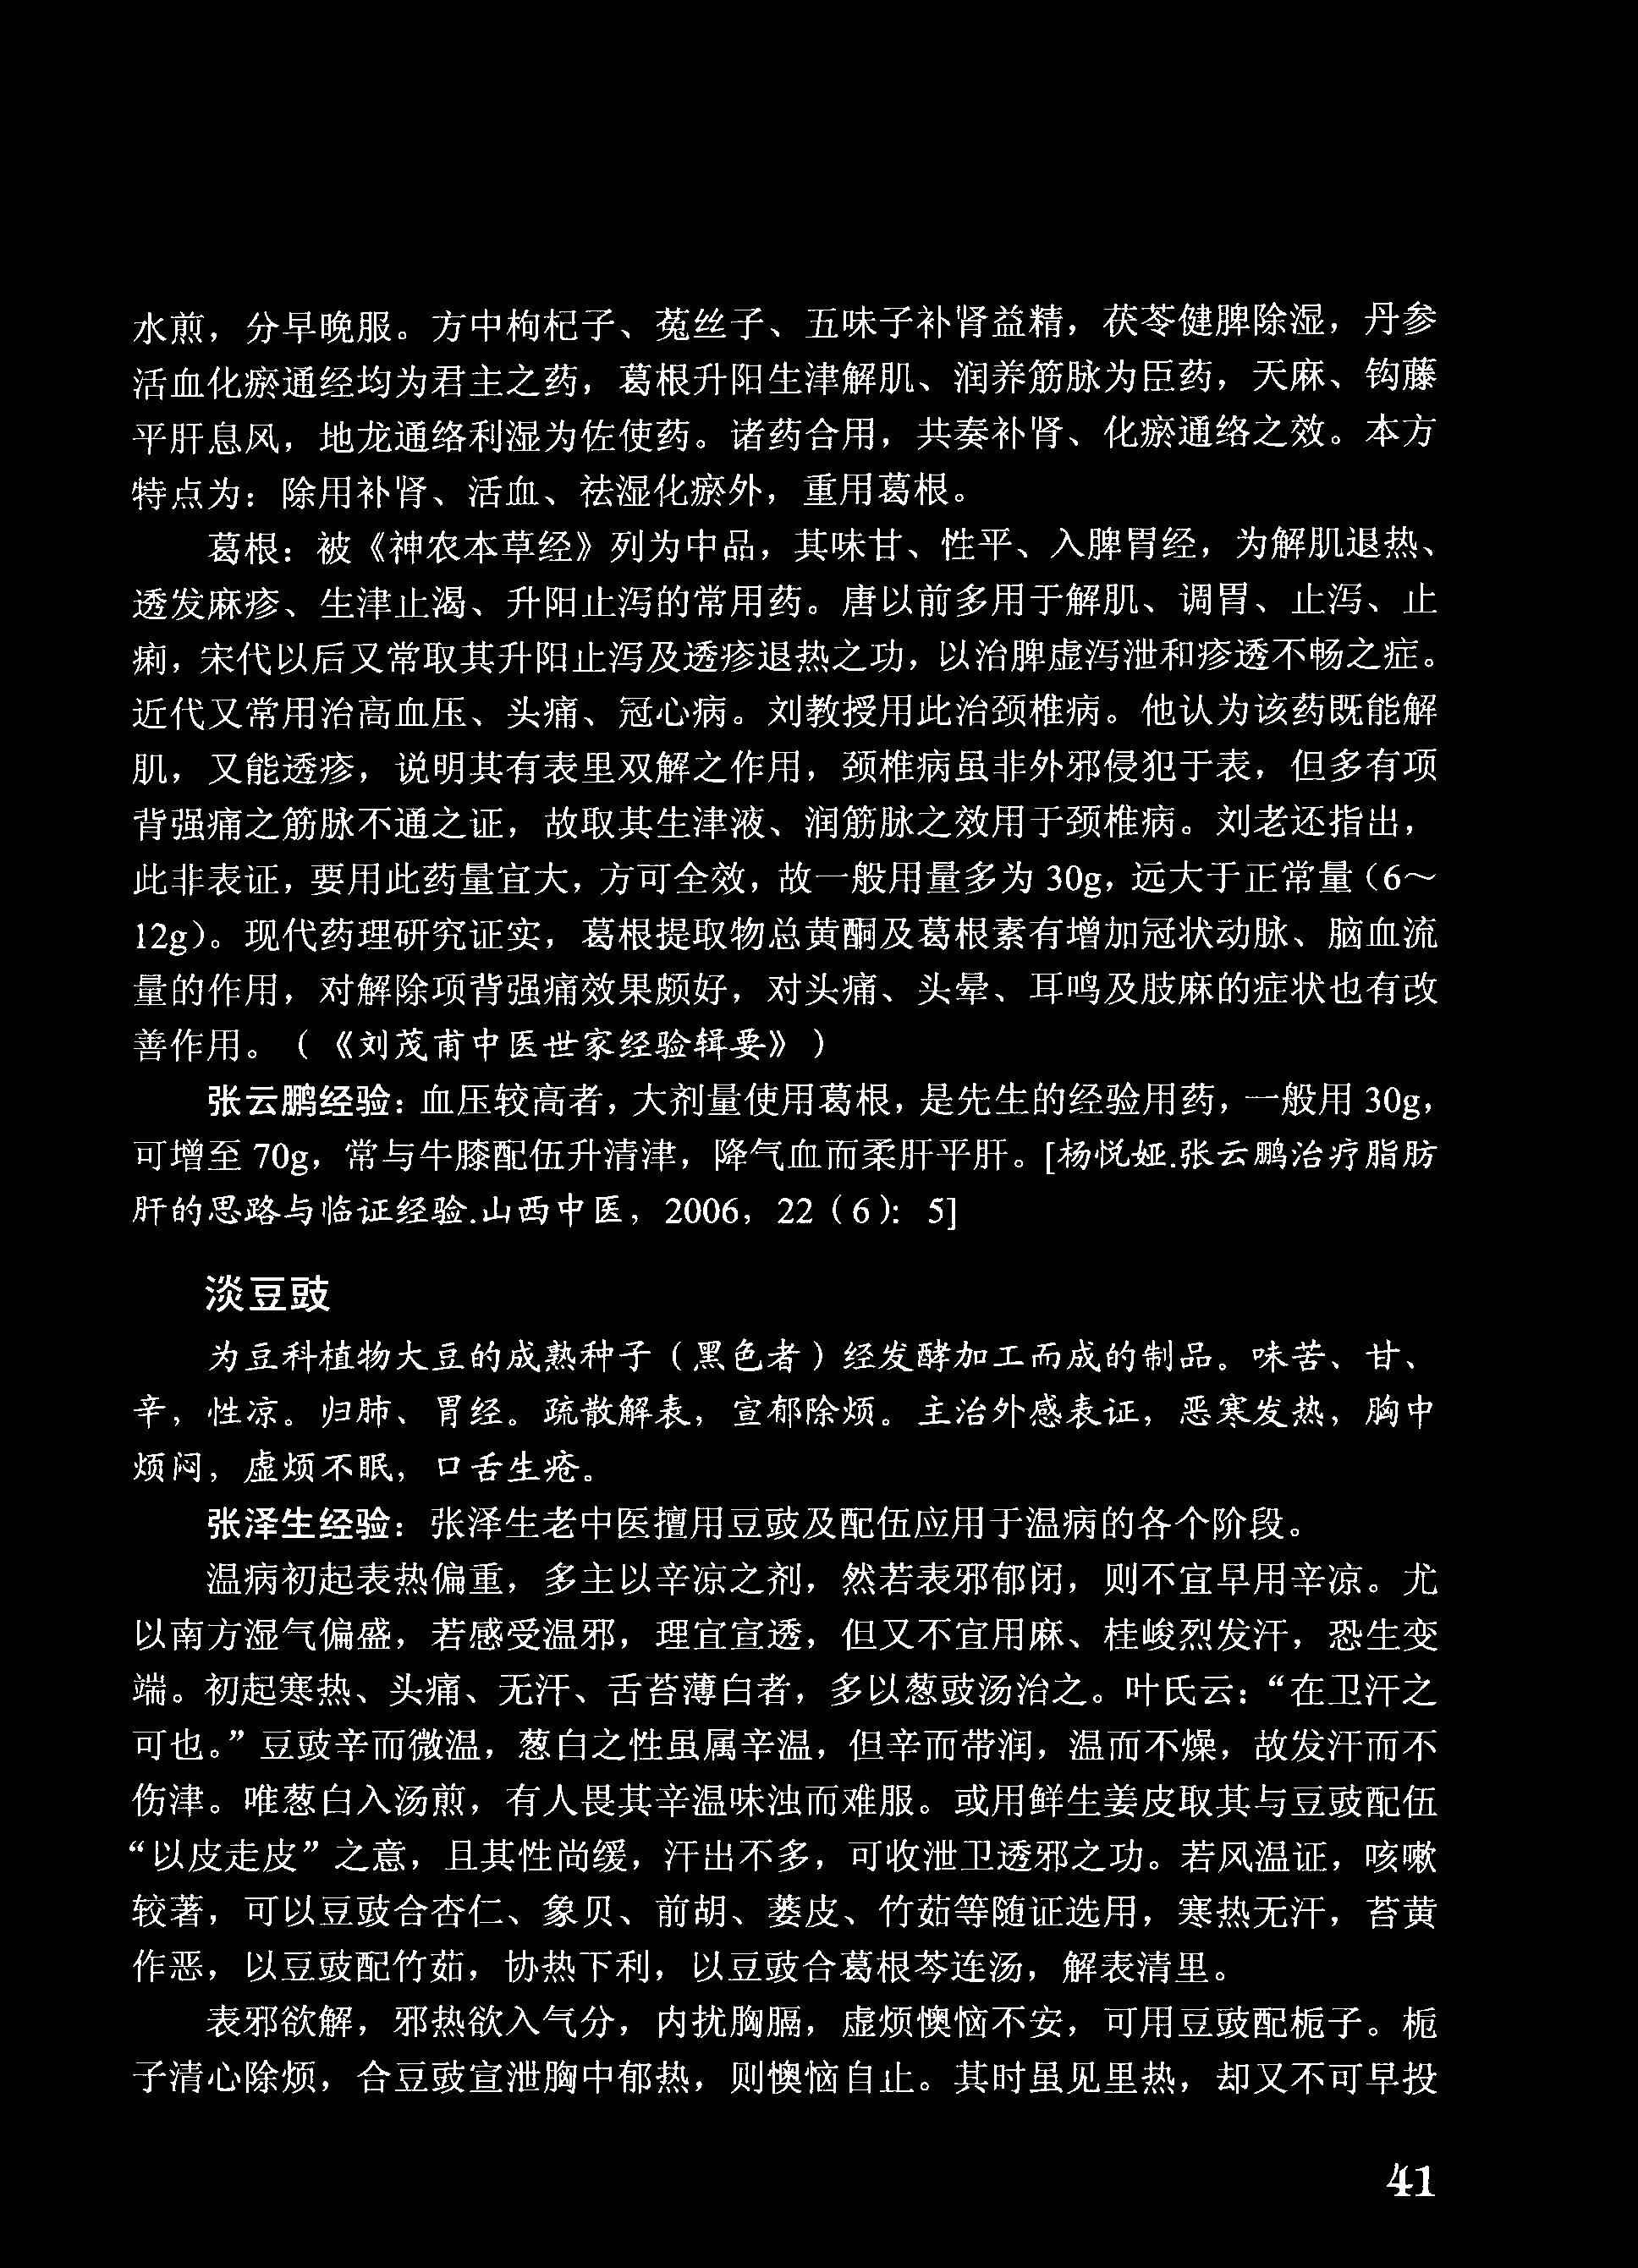 水煎，分早晚服。方中枸杞子、菟丝子、五味子补肾益精，茯苓健脾除湿，丹参
活血化瘀通经均为君主之药，葛根升阳生津解肌、润养筋脉为臣药，天麻、钩藤
平肝息风，地龙通络利湿为佐使药。诸药合用，共奏补肾、化瘀通络之效。本方
特点为：除用补肾、活血、祛湿化瘀外，重用葛根。
葛根：被《神农本草经》列为中品，其味甘、性平、入脾胃经，为解肌退热、
透发麻疹、生津止渴、升阳止泻的常用药。唐以前多用于解肌、调胃、止泻、止
痢，宋代以后又常取其升阳止泻及透疹退热之功，以治脾虚泻泄和疹透不畅之症。
近代又常用治高血压、头痛、冠心病。刘教授用此治颈椎病。他认为该药既能解
肌，又能透疹，说明其有表里双解之作用，颈椎病虽非外邪侵犯于表，但多有项
背强痛之筋脉不通之证，故取其生津液、润筋脉之效用于颈椎病。刘老还指出，
此非表证，要用此药量宜大，方可全效，故一般用量多为 30g，远大于正常量（6～
12g）。现代药理研究证实，葛根提取物总黄酮及葛根素有增加冠状动脉、脑血流
量的作用，对解除项背强痛效果颇好，对头痛、头晕、耳鸣及肢麻的症状也有改
善作用。（《刘茂甫中医世家经验辑要》）
张云鹏经验：血压较高者，大剂量使用葛根，是先生的经验用药，一般用 30g，
可增至 70g，常与牛膝配伍升清津，降气血而柔肝平肝。[杨悦娅.张云鹏治疗脂肪
肝的思路与临证经验.山西中医，2006，22（6）：5]
淡豆豉
为豆科植物大豆的成熟种子（黑色者）经发酵加工而成的制品。味苦、甘、
辛，性凉。归肺、胃经。疏散解表，宣郁除烦。主治外感表证，恶寒发热，胸中
烦闷，虚烦不眠，口舌生疮。
张泽生经验：张泽生老中医擅用豆豉及配伍应用于温病的各个阶段。
温病初起表热偏重，多主以辛凉之剂，然若表邪郁闭，则不宜早用辛凉。尤
以南方湿气偏盛，若感受温邪，理宜宣透，但又不宜用麻、桂峻烈发汗，恐生变
端。初起寒热、头痛、无汗、舌苔薄白者，多以葱豉汤治之。叶氏云：“在卫汗之
可也。”豆豉辛而微温，葱白之性虽属辛温，但辛而带润，温而不燥，故发汗而不
伤津。唯葱白入汤煎，有人畏其辛温味浊而难服。或用鲜生姜皮取其与豆豉配伍
“以皮走皮”之意，且其性尚缓，汗出不多，可收泄卫透邪之功。若风温证，咳嗽
较著，可以豆豉合杏仁、象贝、前胡、蒌皮、竹茹等随证选用，寒热无汗，苔黄
作恶，以豆豉配竹茹，协热下利，以豆豉合葛根芩连汤，解表清里。
表邪欲解，邪热欲入气分，内扰胸膈，虚烦懊恼不安，可用豆豉配栀子。栀
子清心除烦，合豆豉宣泄胸中郁热，则懊恼自止。其时虽见里热，却又不可早投
41